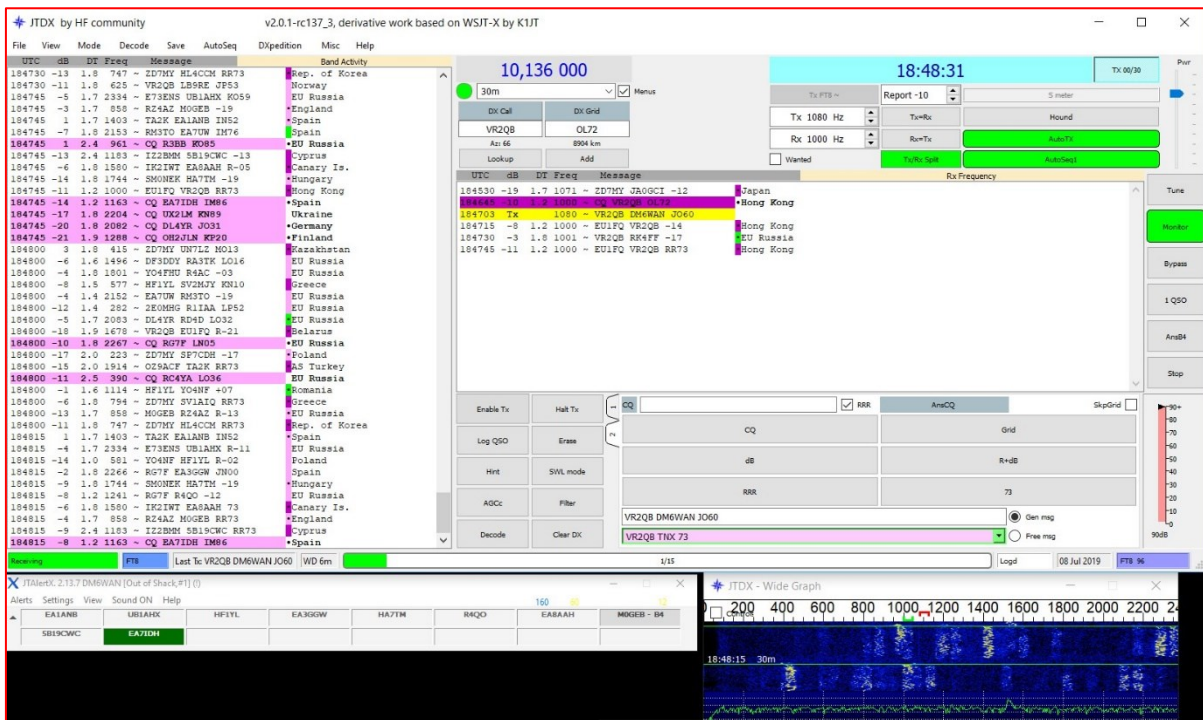 JTDX by HF community v2.0.1-rc137_3, derivative work based on WSJT-X by K1JT
File View Mode Decode Save AutoSeq DXpedition Misc Help
UTC dB DT Freq Message Band Activity
184730 -13 1.8 747 ~ ZD7MY HL4CCM RR73 Rep. of Korea
184730 -11 1.8 625 ~ VR2QB LB9RE JP53 Norway
184745 -5 1.7 2334 ~ E73ENS UB1AHX KO59 EU Russia
184745 -3 1.7 858 ~ RZ4AZ M0GEB -19 •England
184745 1 1.7 1403 ~ TA2K EA1ANB IN52 •Spain
184745 -7 1.8 2153 ~ RM3TO EA7UW IM76 Spain
184745 1 2.4 961 ~ CQ R3BB KO85 •EU Russia
184745 -13 2.4 1183 ~ IZ2BMM 5B19CWC -13 Cyprus
184745 -6 1.8 1580 ~ IK2IWT EA8AAH R-05 Canary Is.
184745 -14 1.8 1744 ~ SM0NEK HA7TM -19 •Hungary
184745 -11 1.2 1000 ~ EU1FQ VR2QB RR73 Hong Kong
184745 -14 1.2 1163 ~ CQ EA7IDH IM86 •Spain
184745 -17 1.8 2204 ~ CQ UX2LM KN89 Ukraine
184745 -20 1.8 2082 ~ CQ DL4YR JO31 •Germany
184745 -21 1.9 1288 ~ CQ OH2JLN KP20 •Finland
184800 3 1.8 415 ~ ZD7MY UN7LZ MO13 Kazakhstan
184800 -6 1.6 1496 ~ DF3DDY RA3TK LO16 EU Russia
184800 -4 1.8 1801 ~ YO4FHU R4AC -03 EU Russia
184800 -8 1.5 577 ~ HF1YL SV2MJY KN10 Greece
184800 -4 1.4 2152 ~ EA7UW RM3TO -19 EU Russia
184800 -12 1.4 282 ~ 2E0MHG R1IAA LP52 EU Russia
184800 -5 1.7 2083 ~ DL4YR RD4D LO32 EU Russia
184800 -18 1.9 1678 ~ VR2QB EU1FQ R-21 Belarus
184800 -10 1.8 2267 ~ CQ RG7F LN05 •EU Russia
184800 -17 2.0 223 ~ ZD7MY SP7CDH -17 •Poland
184800 -15 2.0 1914 ~ OZ9ACF TA2K RR73 AS Turkey
184800 -11 2.5 390 ~ CQ RC4YA LO36 EU Russia
184800 -1 1.6 1114 ~ HF1YL YO4NF +07 Romania
184800 -6 1.8 794 ~ ZD7MY SV1AIQ RR73 Greece
184800 -13 1.7 858 ~ M0GEB RZ4AZ R-13 •EU Russia
184800 -11 1.8 747 ~ ZD7MY HL4CCM RR73 Rep. of Korea
184815 1 1.7 1403 ~ TA2K EA1ANB IN52 •Spain
184815 -4 1.7 2334 ~ E73ENS UB1AHX R-11 EU Russia
184815 -14 1.0 581 ~ YO4NF HF1YL R-02 Poland
184815 -2 1.8 2266 ~ RG7F EA3GGW JN00 Spain
184815 -9 1.8 1744 ~ SM0NEK HA7TM -19 •Hungary
184815 -8 1.2 1241 ~ RG7F R4QO -12 EU Russia
184815 -6 1.8 1580 ~ IK2IWT EA8AAH 73 Canary Is.
184815 -4 1.7 858 ~ RZ4AZ M0GEB RR73 •England
184815 -9 2.4 1183 ~ IZ2BMM 5B19CWC RR73 Cyprus
184815 -8 1.2 1163 ~ CQ EA7IDH IM86 •Spain
10,136 000
30m Menus
DX Call DX Grid
VR2QB OL72
Az: 66 8904 km
Lookup Add
18:48:31 TX 00/30 Pwr
Tx FT8 ~ Report -10 S meter
Tx 1080 Hz Tx=Rx Hound
Rx 1000 Hz Rx=Tx AutoTX
Wanted Tx/Rx Split AutoSeq1
UTC dB DT Freq Message Rx Frequency
184530 -19 1.7 1071 ~ ZD7MY JA0GCI -12 Japan
184645 -10 1.2 1000 ~ CQ VR2QB OL72 •Hong Kong
184703 Tx 1080 ~ VR2QB DM6WAN JO60
184715 -8 1.2 1000 ~ EU1FQ VR2QB -14 Hong Kong
184730 -3 1.8 1001 ~ VR2QB RK4FF -17 EU Russia
184745 -11 1.2 1000 ~ EU1FQ VR2QB RR73 Hong Kong
Tune
Monitor
Bypass
1 QSO
AnsB4
Stop
Enable Tx Halt Tx 1 CQ RRR AnsCQ SkpGrid
Log QSO Erase 2 CQ Grid
Hint SWL mode dB R+dB
AGCc Filter RRR 73
VR2QB DM6WAN JO60 Gen msg
Decode Clear DX VR2QB TNX 73 Free msg
90+
80
70
60
50
40
30
20
10
0
90dB
Receiving FT8 Last Tx: VR2QB DM6WAN JO60 WD 6m 1/15 Logd 08 Jul 2019 FT8 96
JTAlertX. 2.13.7 DM6WAN [Out of Shack,#1] (!)
Alerts Settings View Sound ON Help 160
EA1ANB UB1AHX HF1YL EA3GGW HA7TM R4QO EA8AAH M0GEB - B4
5B19CWC EA7IDH
JTDX - Wide Graph
Controls
0 200 400 600 800 1000 1200 1400 1600 1800 2000 2200 24
18:48:15 30m